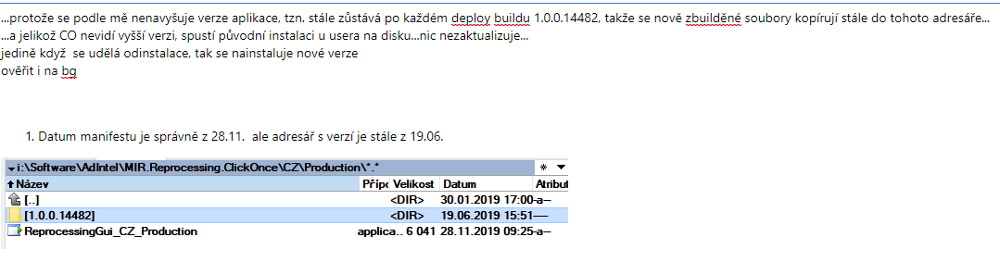 ...protože se podle mě nenavyšuje verze aplikace, tzn. stále zůstává po každém deploy buildu 1.0.0.14482, takže se nově zbuilděné soubory kopírují stále do tohoto adresáře...
...a jelikož CO nevidí vyšší verzi, spustí původní instalaci u usera na disku...nic nezaktualizuje...
jedině když  se udělá odinstalace, tak se nainstaluje nové verze
ověřit i na bg
1. Datum manifestu je správně z 28.11.  ale adresář s verzí je stále z 19.06.
i:\Software\AdIntel\MIR.Reprocessing.ClickOnce\CZ\Production\*.*
Název Přípo Velikost Datum Atribut
[..] <DIR> 30.01.2019 17:00 -a--
[1.0.0.14482] <DIR> 19.06.2019 15:51 ----
ReprocessingGui_CZ_Production applica.. 6 041 28.11.2019 09:25 -a--